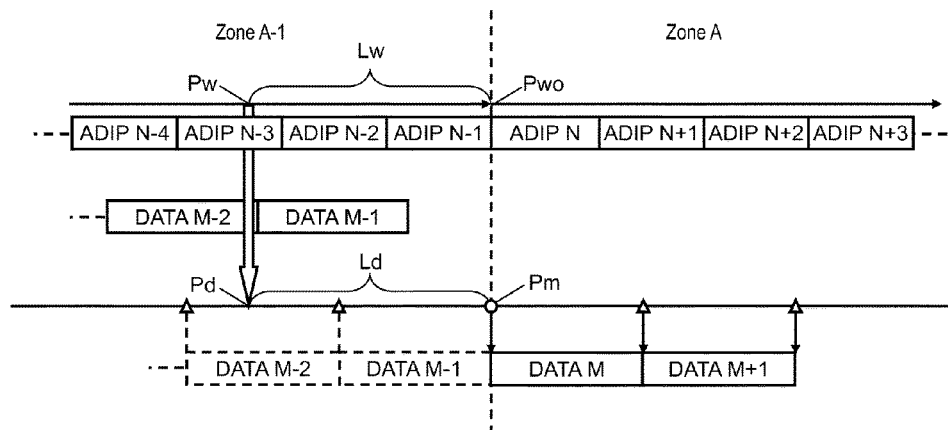 Zone A-1 Zone A
Lw
Pw Pwo
ADIP N-4 ADIP N-3 ADIP N-2 ADIP N-1 ADIP N ADIP N+1 ADIP N+2 ADIP N+3
DATA M-2 DATA M-1
Ld
Pd Pm
DATA M-2 DATA M-1 DATA M DATA M+1